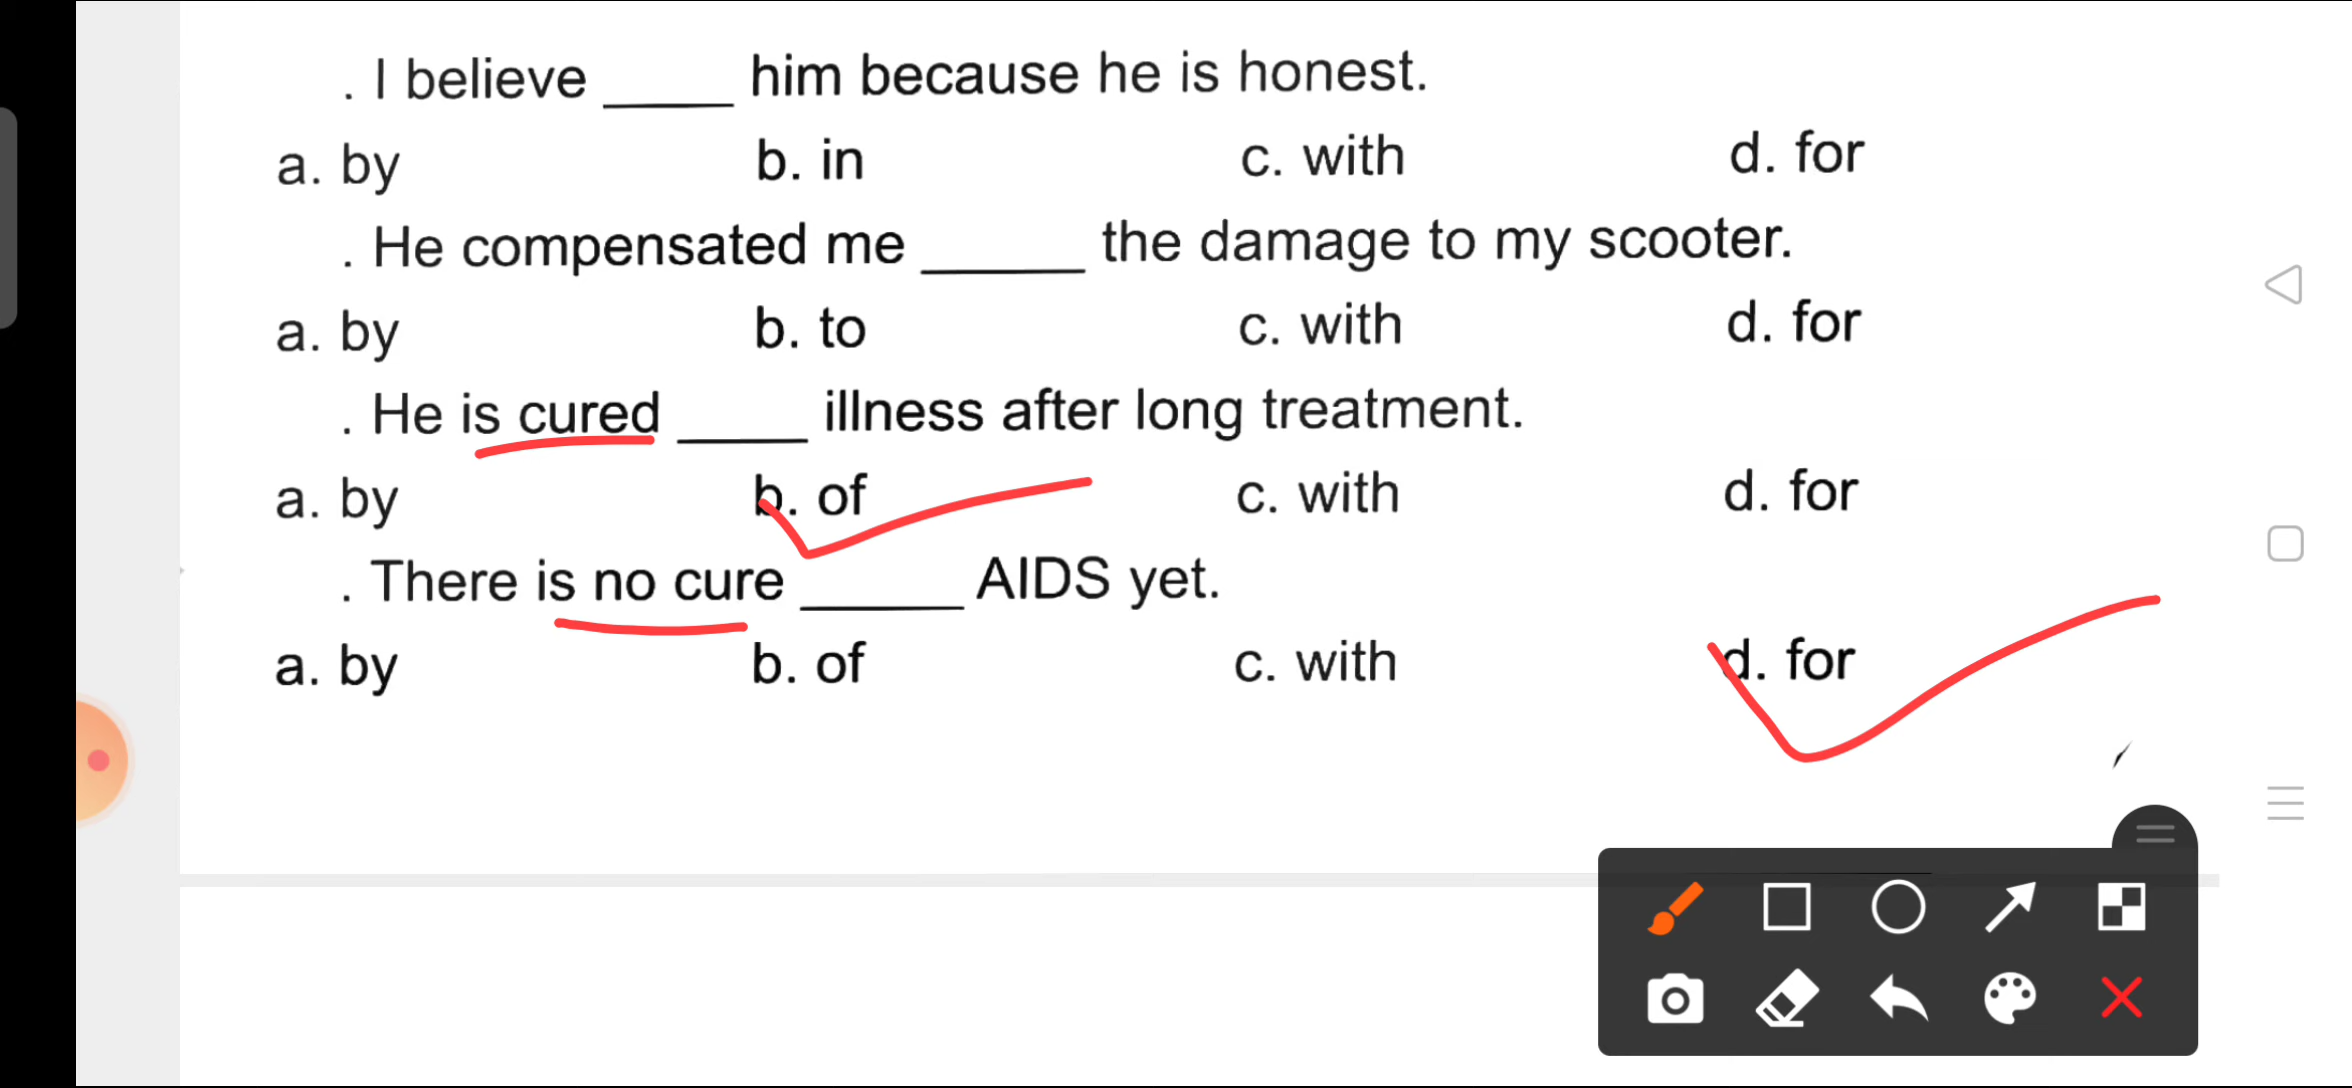 . I believe _____ him because he is honest.
a. by b. in c. with d. for
. He compensated me ______ the damage to my scooter.
a. by b. to c. with d. for
. He is cured _____ illness after long treatment.
a. by b. of c. with d. for
. There is no cure ______ AIDS yet.
a. by b. of c. with d. for